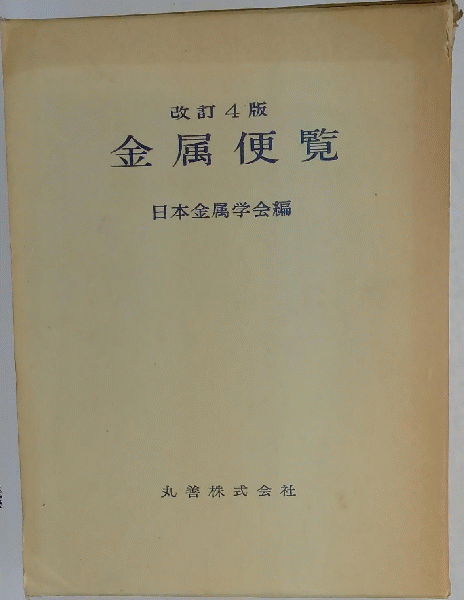 改訂4版
金属便覧
日本金属学会編
丸善株式会社